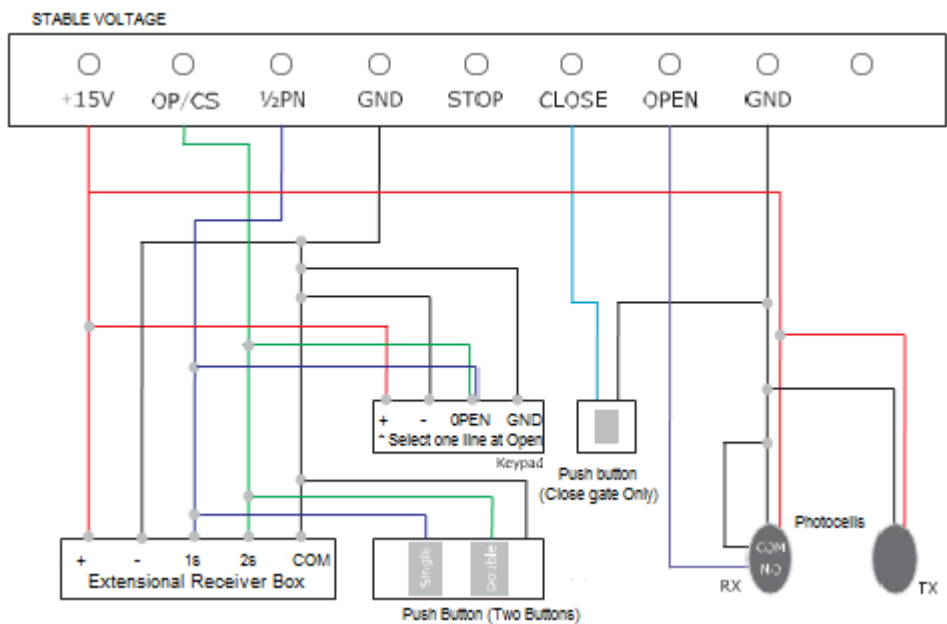 STABLE VOLTAGE
+15V OP/CS ½PN GND STOP CLOSE OPEN GND
+ - 0PEN GND
* Select one line at Open
Keypad
Push button
(Close gate Only)
Photocells
COM
N.O
RX
TX
+ - 1s 2s COM
Extensional Receiver Box
Single
Double
Push Button (Two Buttons)